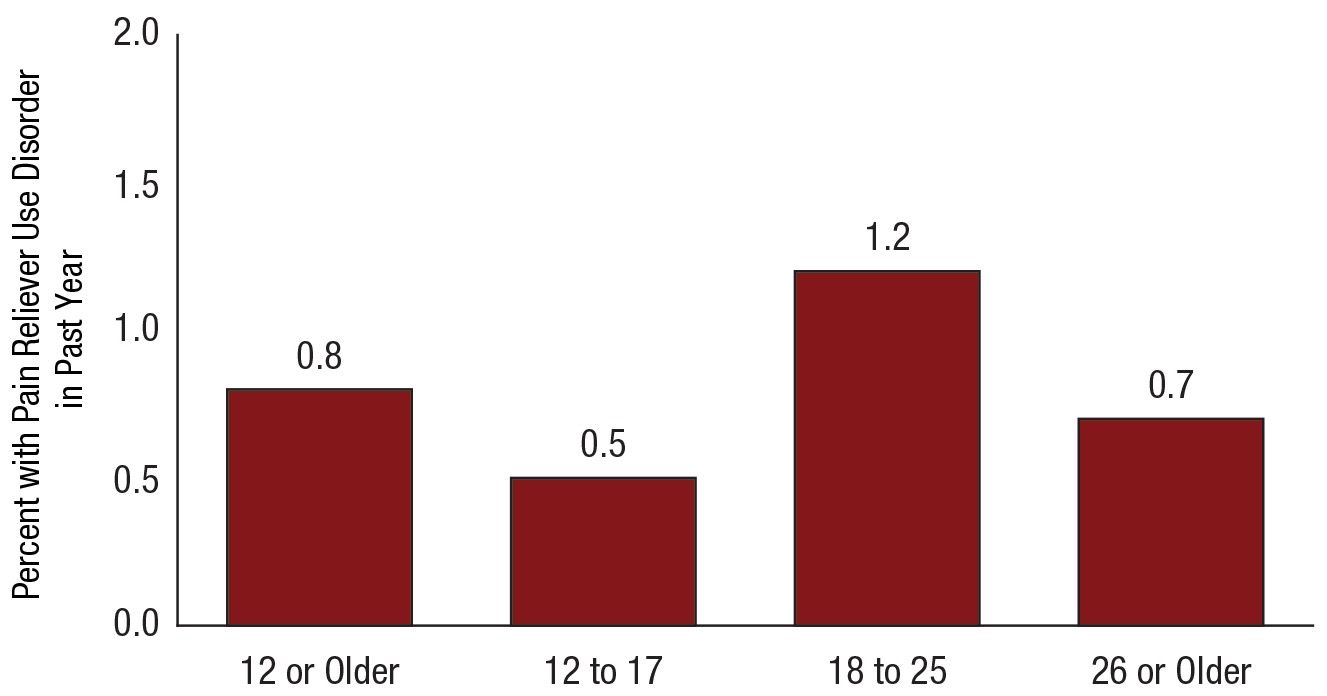 Percent with Pain Reliever Use Disorder
in Past Year
2.0
1.5
1.0
0.5
0.0
0.8
0.5
1.2
0.7
12 or Older
12 to 17
18 to 25
26 or Older